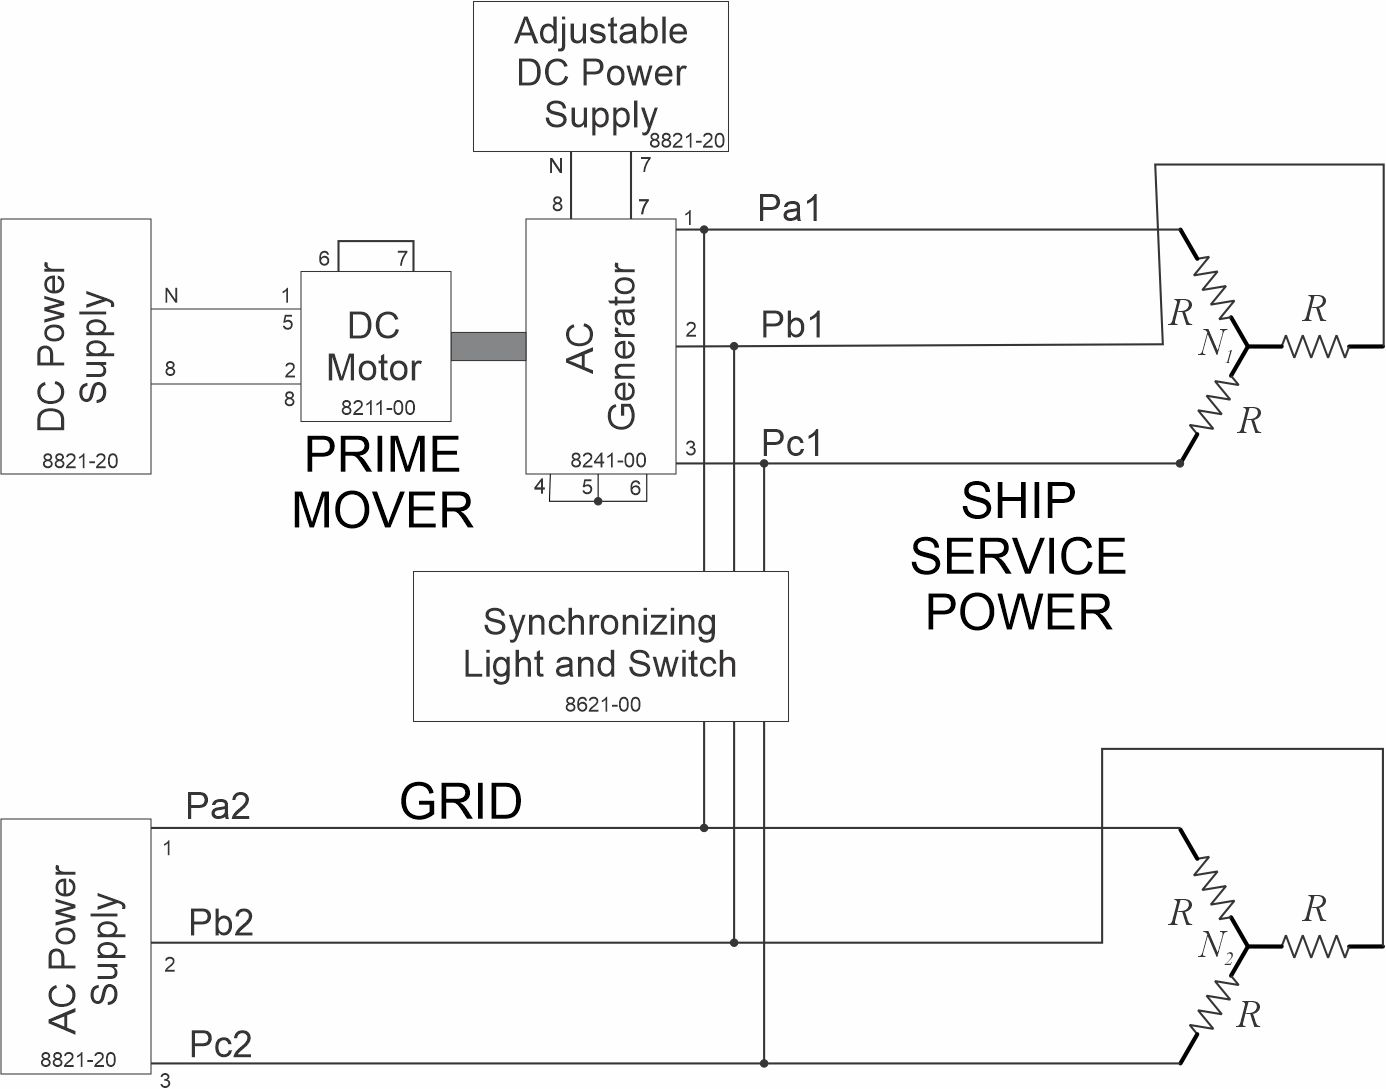 Adjustable
DC Power
Supply
8821-20
N
7
8
7
DC Power
Supply
8821-20
N
8
1
5
2
8
6
7
DC
Motor
8211-00
PRIME
MOVER
AC
Generator
8241-00
4
5
6
1
2
3
Pa1
Pb1
Pc1
R
N1
R
R
SHIP
SERVICE
POWER
Synchronizing
Light and Switch
8621-00
GRID
AC Power
Supply
8821-20
Pa2
1
Pb2
2
Pc2
3
R
N2
R
R